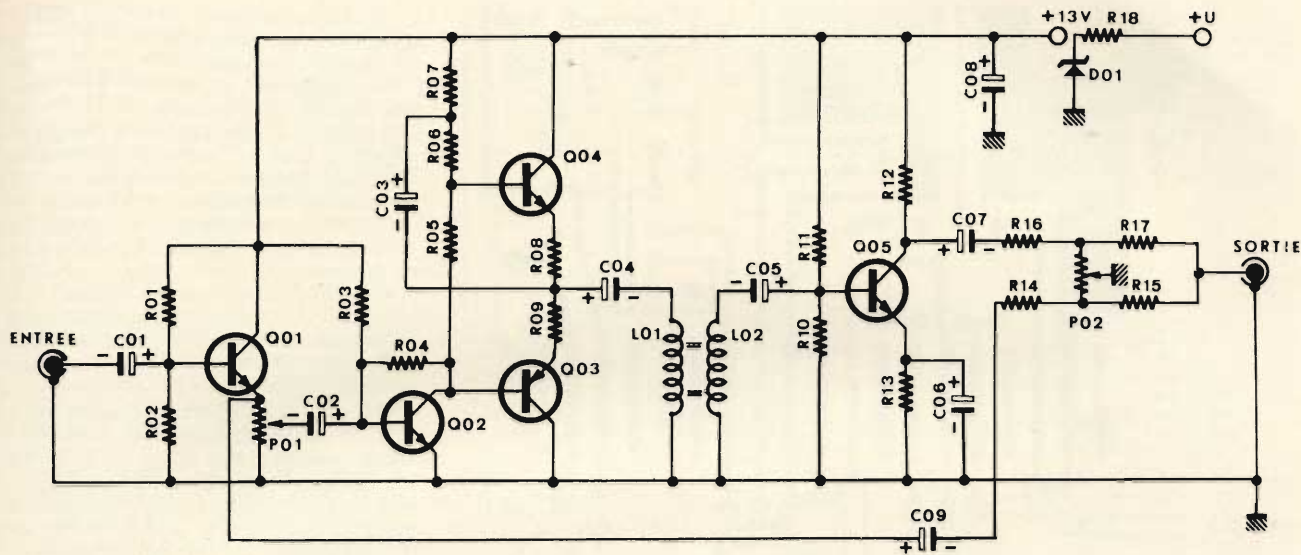 +13V
R18
+U
D01
C08
R07
R06
Q04
C03
R05
R12
R11
C07
R16
R17
SORTIE
R08
C04
C05
Q05
R14
R15
R01
R03
R09
L01
L02
R10
P02
ENTREE
C01
Q01
R04
Q03
R13
C06
R02
C02
P01
Q02
C09